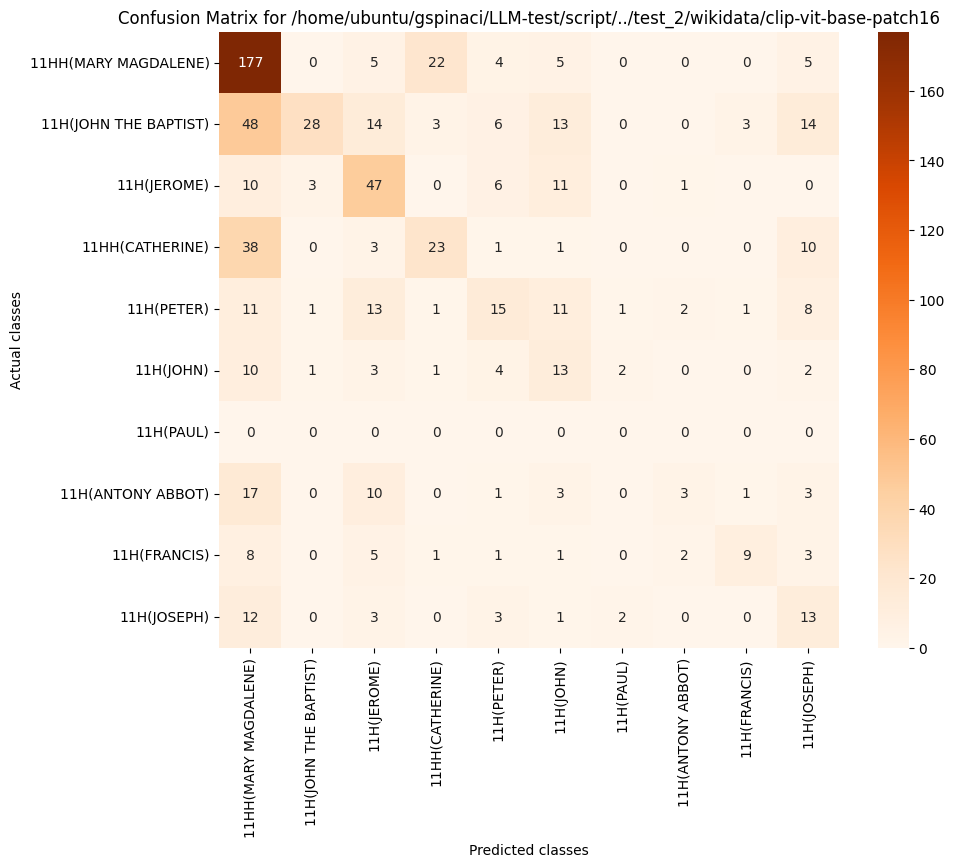 Confusion Matrix for /home/ubuntu/gspinaci/LLM-test/script/../test_2/wikidata/clip-vit-base-patch16
Actual classes
11HH(MARY MAGDALENE) 177 0 5 22 4 5 0 0 0 5
11H(JOHN THE BAPTIST) 48 28 14 3 6 13 0 0 3 14
11H(JEROME) 10 3 47 0 6 11 0 1 0 0
11HH(CATHERINE) 38 0 3 23 1 1 0 0 0 10
11H(PETER) 11 1 13 1 15 11 1 2 1 8
11H(JOHN) 10 1 3 1 4 13 2 0 0 2
11H(PAUL) 0 0 0 0 0 0 0 0 0 0
11H(ANTONY ABBOT) 17 0 10 0 1 3 0 3 1 3
11H(FRANCIS) 8 0 5 1 1 1 0 2 9 3
11H(JOSEPH) 12 0 3 0 3 1 2 0 0 13
11HH(MARY MAGDALENE)
11H(JOHN THE BAPTIST)
11H(JEROME)
11HH(CATHERINE)
11H(PETER)
11H(JOHN)
11H(PAUL)
11H(ANTONY ABBOT)
11H(FRANCIS)
11H(JOSEPH)
Predicted classes
160
140
120
100
80
60
40
20
0